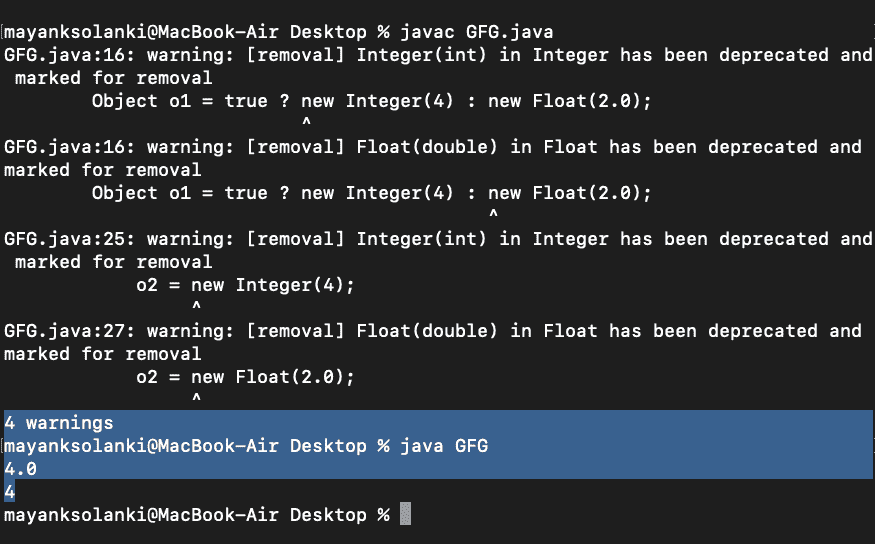 mayanksolanki@MacBook-Air Desktop % javac GFG.java
GFG.java:16: warning: [removal] Integer(int) in Integer has been deprecated and
 marked for removal
        Object o1 = true ? new Integer(4) : new Float(2.0);
                           ^
GFG.java:16: warning: [removal] Float(double) in Float has been deprecated and
marked for removal
        Object o1 = true ? new Integer(4) : new Float(2.0);
                                            ^
GFG.java:25: warning: [removal] Integer(int) in Integer has been deprecated and
 marked for removal
            o2 = new Integer(4);
                 ^
GFG.java:27: warning: [removal] Float(double) in Float has been deprecated and
marked for removal
            o2 = new Float(2.0);
                 ^
4 warnings
mayanksolanki@MacBook-Air Desktop % java GFG
4.0
4
mayanksolanki@MacBook-Air Desktop %